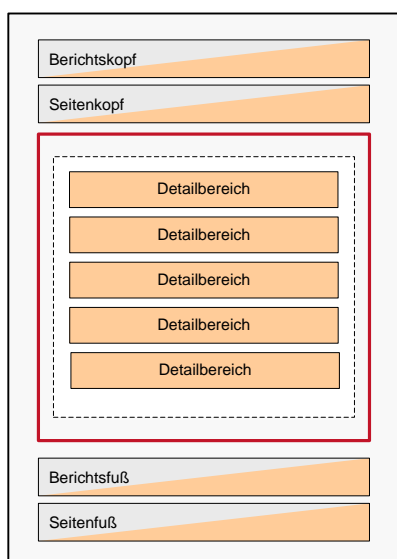 Berichtskopf
Seitenkopf
Detailbereich
Detailbereich
Detailbereich
Detailbereich
Detailbereich
Berichtsfuß
Seitenfuß